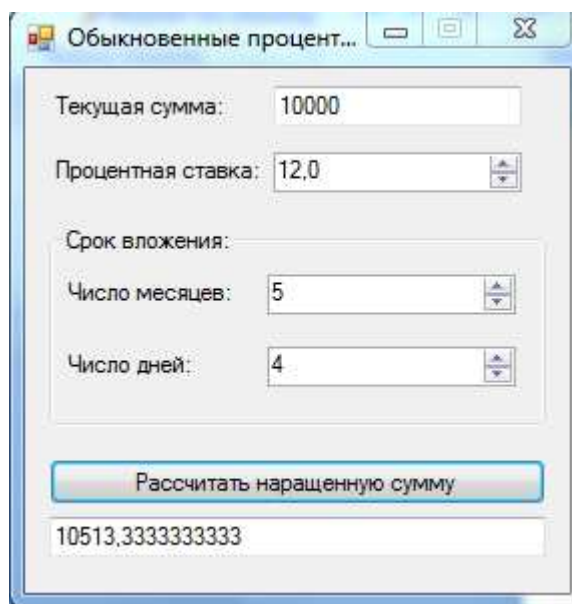 Обыкновенные процент...
Текущая сумма: 10000
Процентная ставка: 12,0
Срок вложения:
Число месяцев: 5
Число дней: 4
Рассчитать наращенную сумму
10513,3333333333